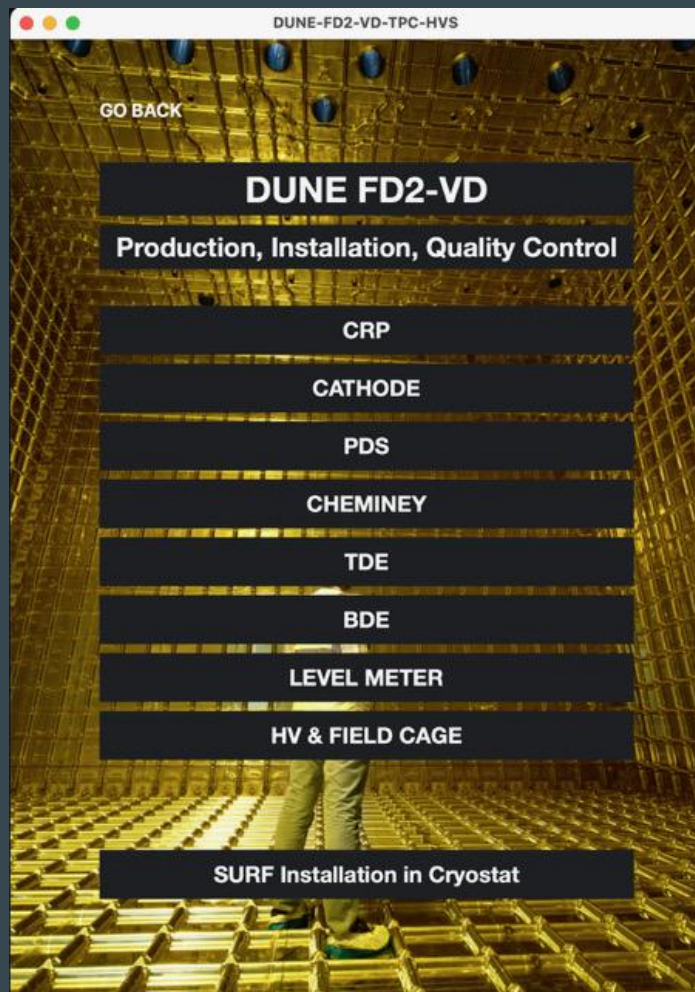 DUNE-FD2-VD-TPC-HVS
GO BACK
DUNE FD2-VD
Production, Installation, Quality Control
CRP
CATHODE
PDS
CHEMINEY
TDE
BDE
LEVEL METER
HV & FIELD CAGE
SURF Installation in Cryostat